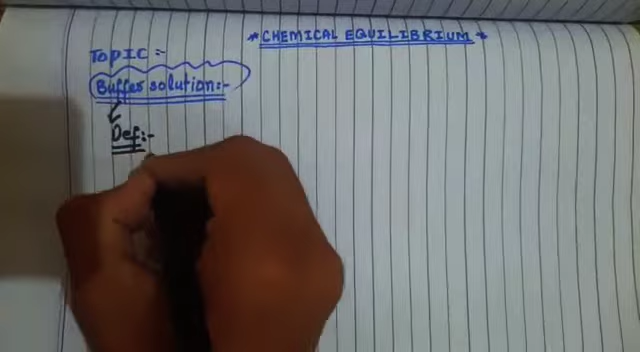 *CHEMICAL EQUILIBRIUM*
TOPIC :-
Buffer solution:-
Def:-